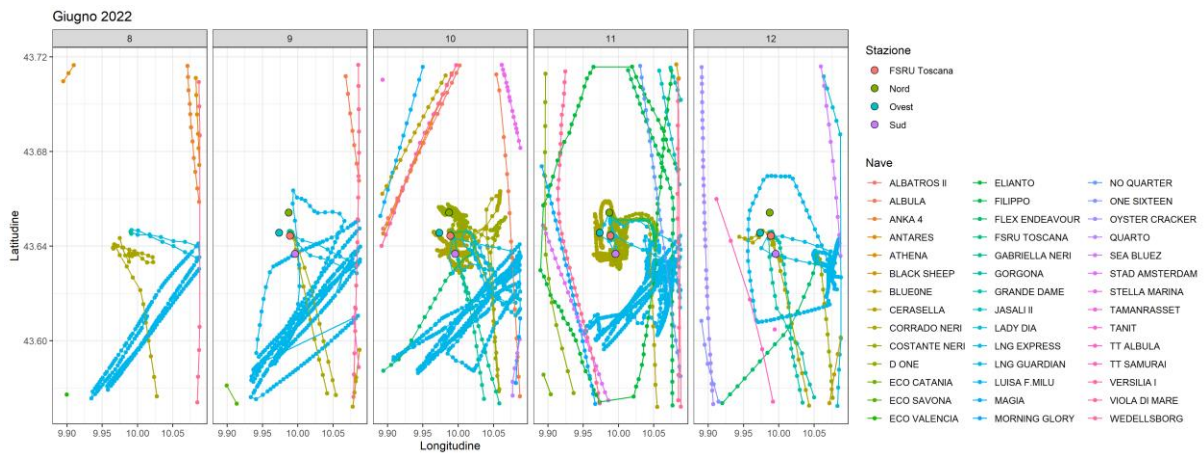 Giugno 2022
8 9 10 11 12
43.72
43.68
43.64
43.60
Latitudine
9.90 9.95 10.00 10.05 9.90 9.95 10.00 10.05 9.90 9.95 10.00 10.05 9.90 9.95 10.00 10.05 9.90 9.95 10.00 10.05
Longitudine
Stazione
FSRU Toscana
Nord
Ovest
Sud
Nave
ALBATROS II ELIANTO NO QUARTER
ALBULA FILIPPO ONE SIXTEEN
ANKA 4 FLEX ENDEAVOUR OYSTER CRACKER
ANTARES FSRU TOSCANA QUARTO
ATHENA GABRIELLA NERI SEA BLUEZ
BLACK SHEEP GORGONA STAD AMSTERDAM
BLUE0NE GRANDE DAME STELLA MARINA
CERASELLA JASALI II TAMANRASSET
CORRADO NERI LADY DIA TANIT
COSTANTE NERI LNG EXPRESS TT ALBULA
D ONE LNG GUARDIAN TT SAMURAI
ECO CATANIA LUISA F.MILU VERSILIA I
ECO SAVONA MAGIA VIOLA DI MARE
ECO VALENCIA MORNING GLORY WEDELLSBORG